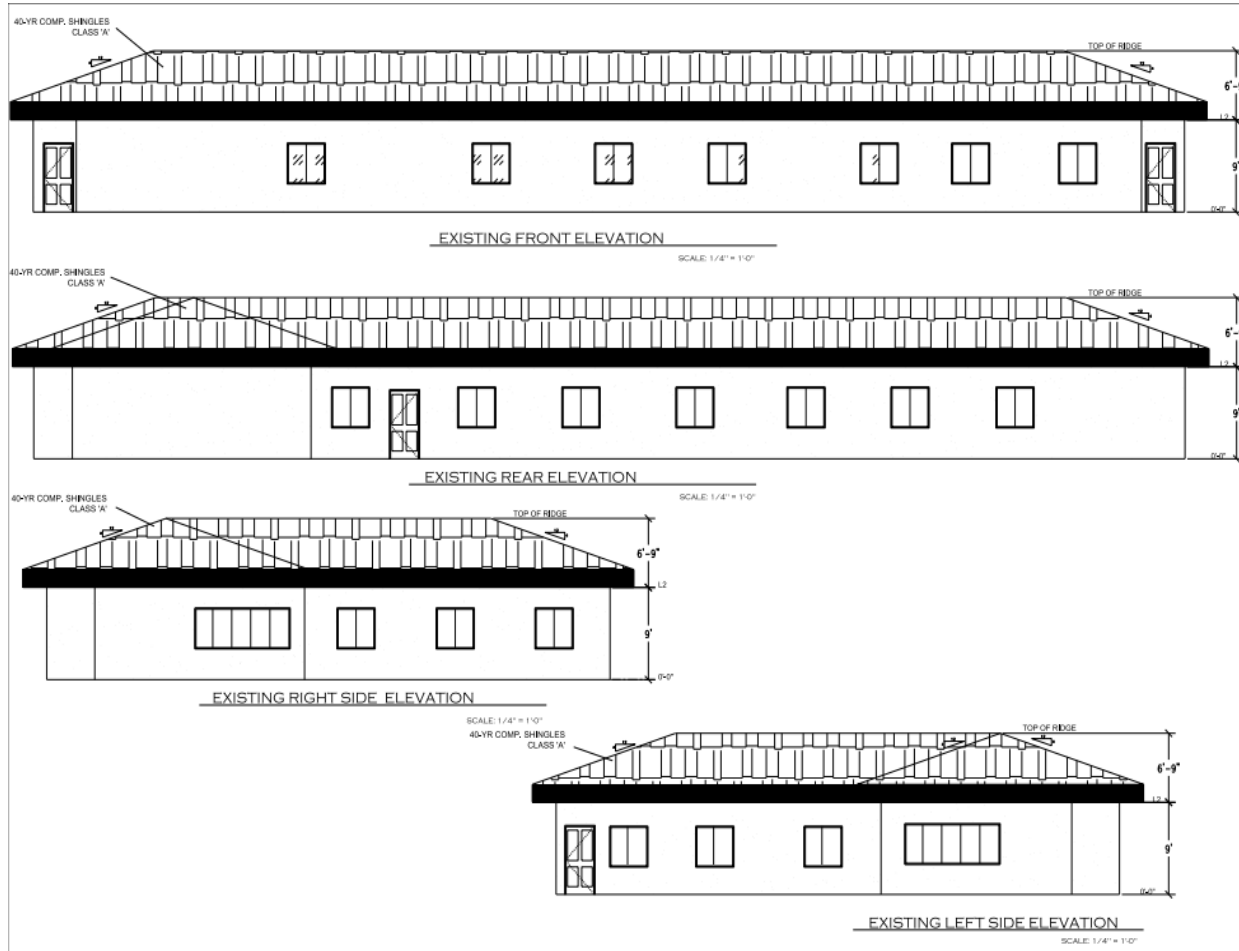 40-YR COMP. SHINGLES
CLASS 'A'
TOP OF RIDGE
L2
9'
0'-0"
EXISTING FRONT ELEVATION
SCALE: 1/4" = 1'-0"
40-YR COMP. SHINGLES
CLASS 'A'
TOP OF RIDGE
L2
9'
0'-0"
EXISTING REAR ELEVATION
SCALE: 1/4" = 1'-0"
40-YR COMP. SHINGLES
CLASS 'A'
TOP OF RIDGE
6'-9"
L2
9'
0'-0"
EXISTING RIGHT SIDE ELEVATION
SCALE: 1/4" = 1'-0"
40-YR COMP. SHINGLES
CLASS 'A'
TOP OF RIDGE
6'-9"
L2
9'
0'-0"
EXISTING LEFT SIDE ELEVATION
SCALE: 1/4" = 1'-0"